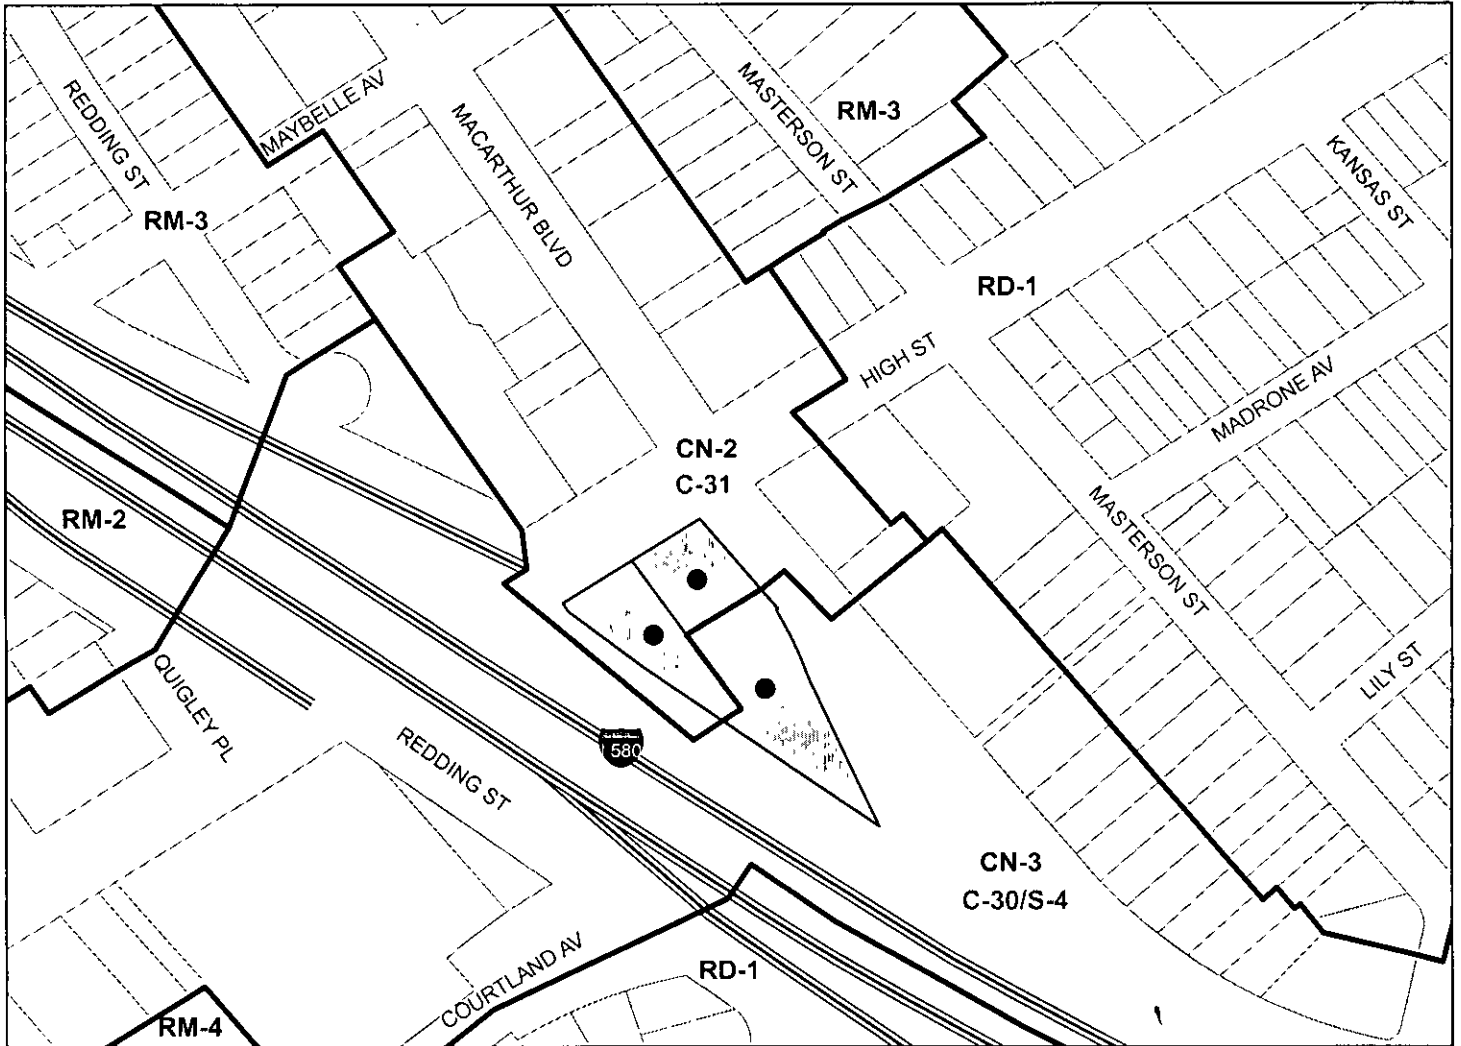 REDDING ST
MAYBELLE AV
MACARTHUR BLVD
MASTERSON ST
RM-3
KANSAS ST
RM-3
RD-1
HIGH ST
MADRONE AV
CN-2
C-31
RM-2
MASTERSON ST
LILY ST
QUIGLEY PL
REDDING ST
580
CN-3
C-30/S-4
COURTLAND AV
RD-1
RM-4